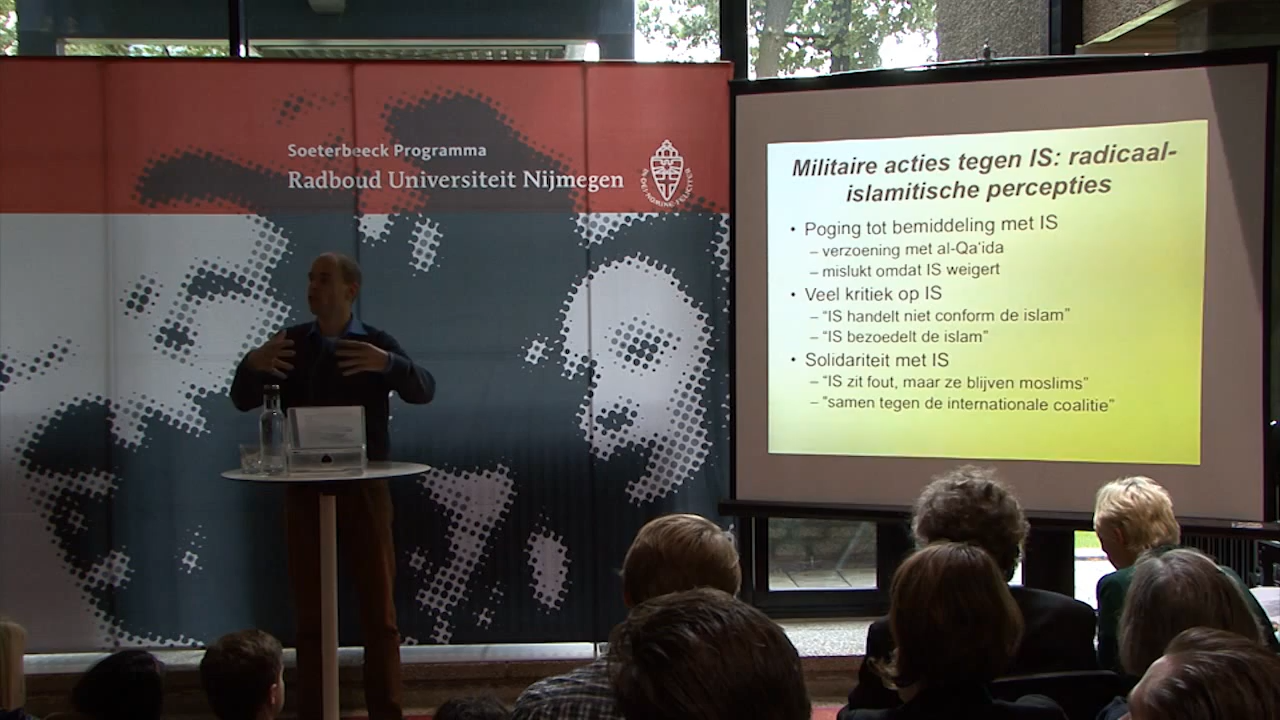 Soeterbeeck Programma
Radboud Universiteit Nijmegen
Militaire acties tegen IS: radicaal-
islamitische percepties
• Poging tot bemiddeling met IS
– verzoening met al-Qa'ida
– mislukt omdat IS weigert
• Veel kritiek op IS
– “IS handelt niet conform de islam”
– “IS bezoedelt de islam”
• Solidariteit met IS
– “IS zit fout, maar ze blijven moslims”
– “samen tegen de internationale coalitie”